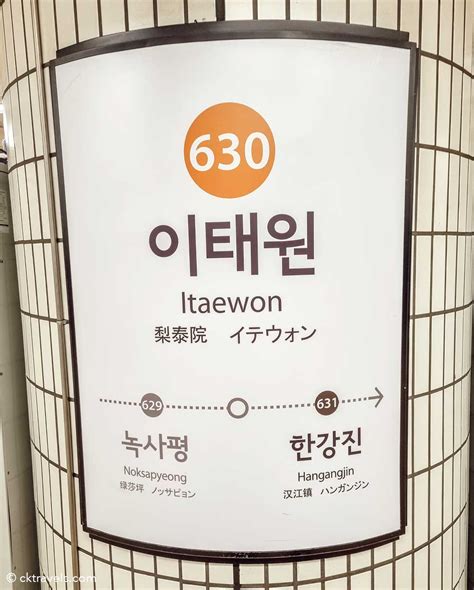 630
이태원
Itaewon
梨泰院 イテウォン
629 631
녹사평 한강진
Noksapyeong Hangangjin
绿莎坪 ノッサピョン 汉江镇 ハンガンジン
© cktravels.com